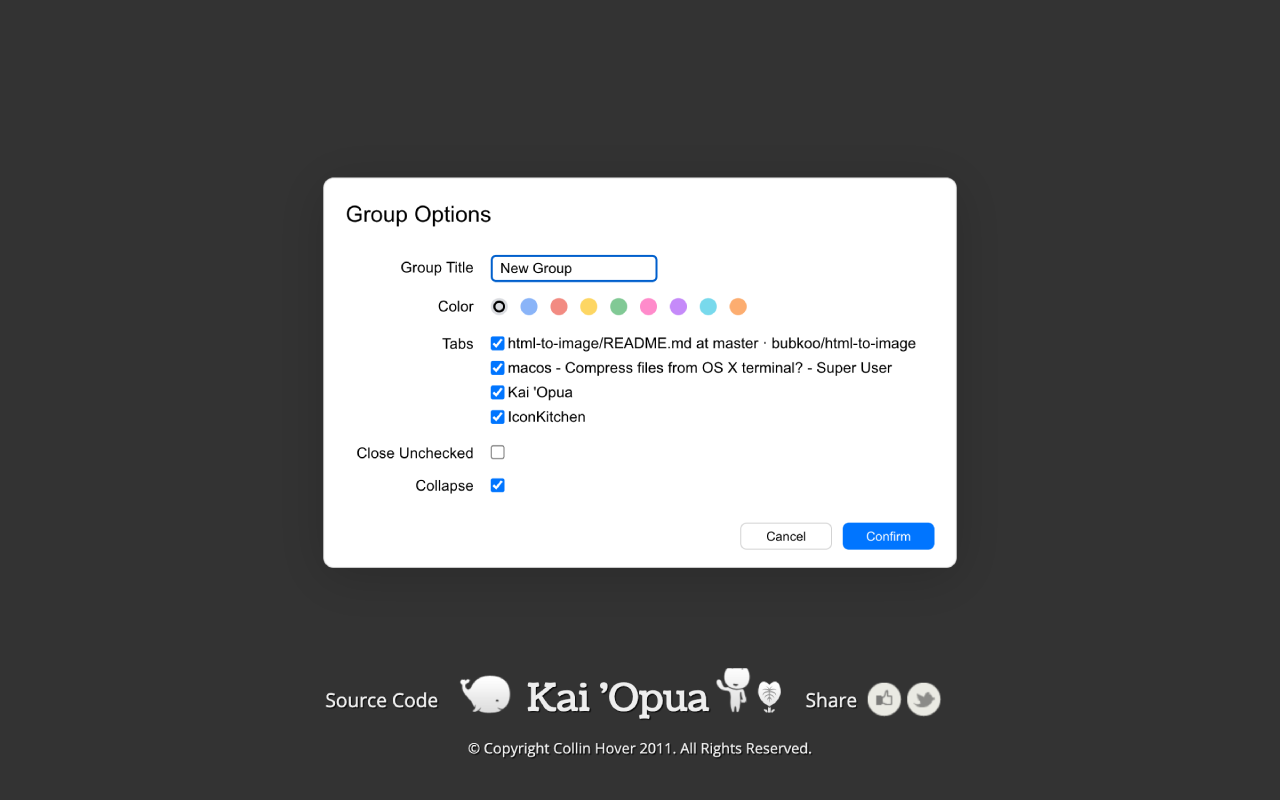 Group Options
Group Title New Group
Color
Tabs html-to-image/README.md at master · bubkoo/html-to-image
macos - Compress files from OS X terminal? - Super User
Kai 'Opua
IconKitchen
Close Unchecked
Collapse
Cancel Confirm
Source Code Kai ’Opua Share
© Copyright Collin Hover 2011. All Rights Reserved.